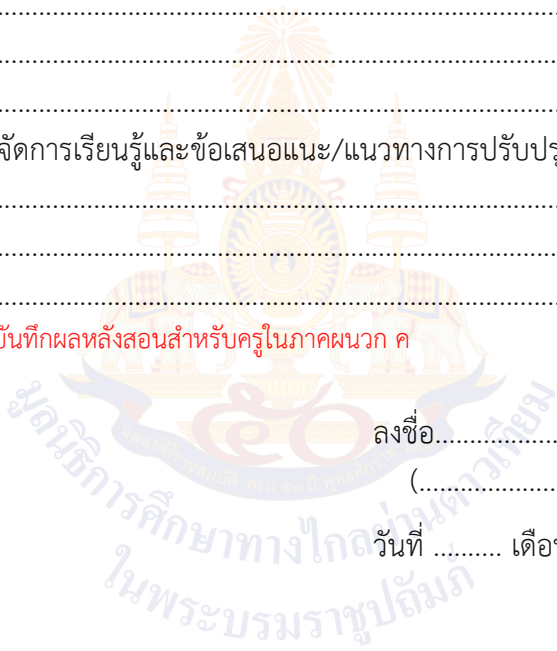 ................................................................................
................................................................................
................................................................................
จัดการเรียนรู้และข้อเสนอแนะ/แนวทางการปรับปรุ
................................................................................
................................................................................
................................................................................
บันทึกผลหลังสอนสำหรับครูในภาคผนวก ค
ลงชื่อ..................
(....................
วันที่ .......... เดือน
มูลนิธิการศึกษาทางไกลผ่านดาวเทียม
ในพระบรมราชูปถัมภ์